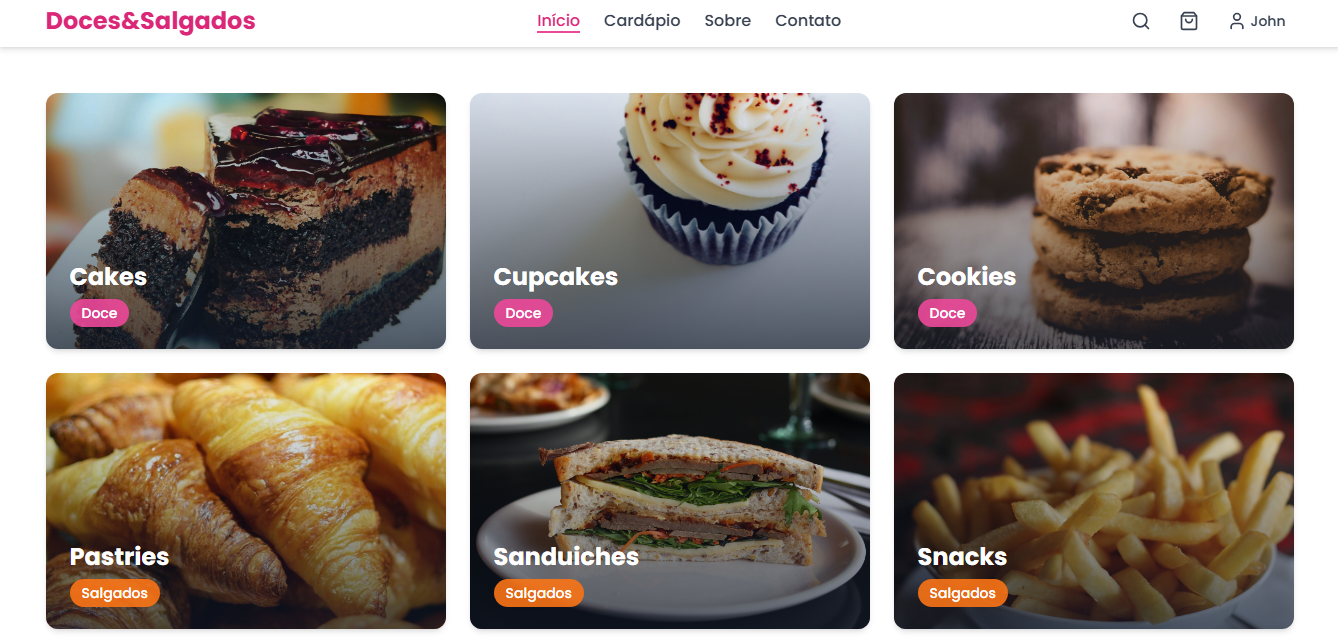 Doces&Salgados
Início Cardápio Sobre Contato
John
Cakes
Doce
Cupcakes
Doce
Cookies
Doce
Pastries
Salgados
Sanduiches
Salgados
Snacks
Salgados